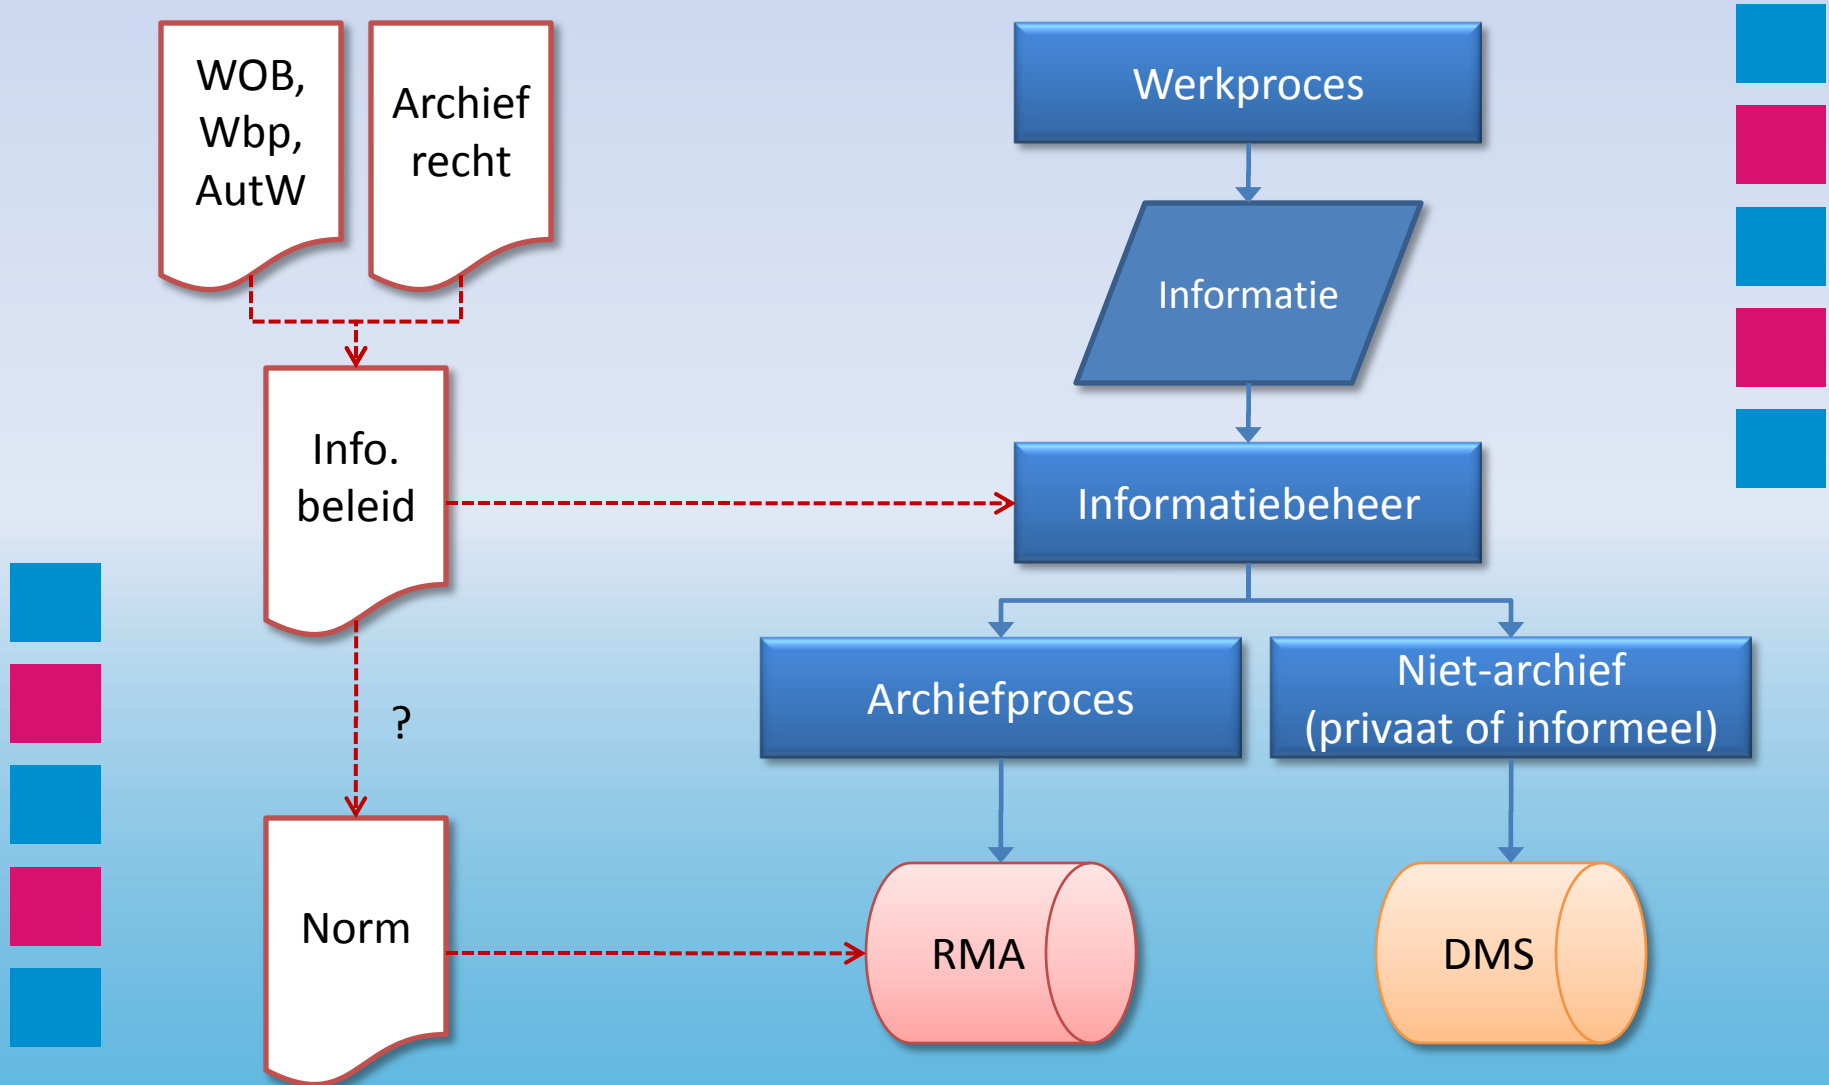 WOB,
Wbp,
AutW
Archief
recht
Werkproces
Informatie
Info.
beleid
Informatiebeheer
Archiefproces
Niet-archief
(privaat of informeel)
?
Norm
RMA
DMS